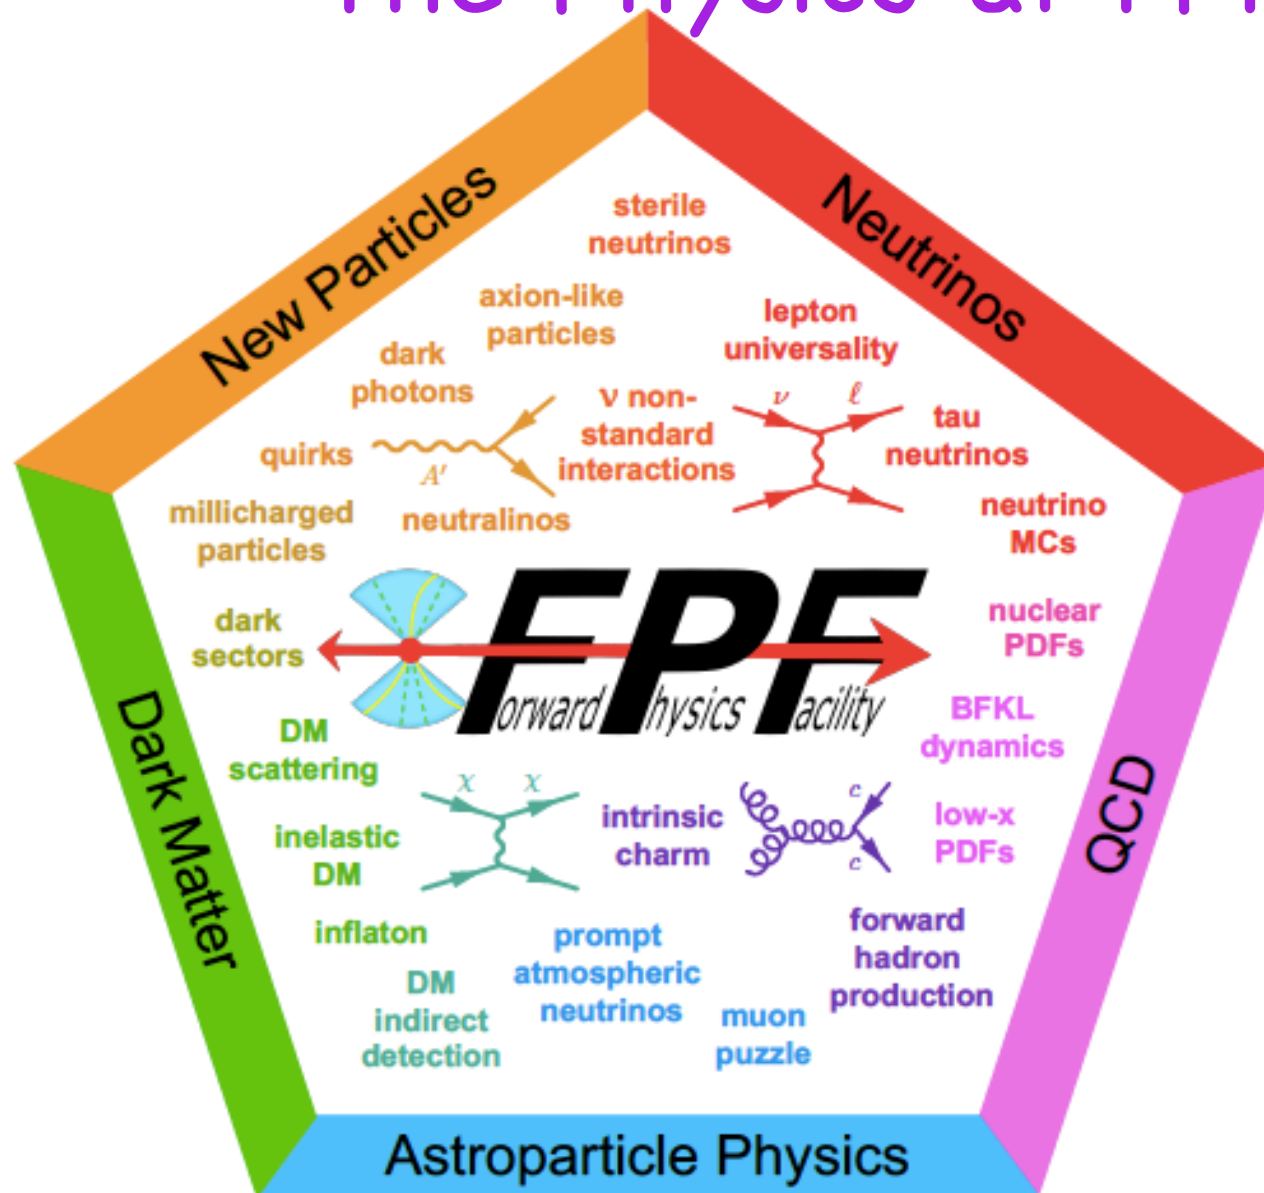 The Physics at FPF
New Particles
Neutrinos
sterile
neutrinos
axion-like
particles
lepton
universality
dark
photons
ν non-
standard
interactions
ν
ℓ
tau
neutrinos
quirks
A′
millicharged
particles
neutralinos
neutrino
MCs
dark
sectors
Forward Physics Facility
nuclear
PDFs
Dark Matter
DM
scattering
BFKL
dynamics
QCD
χ
χ
inelastic
DM
intrinsic
charm
c
c
low-x
PDFs
inflaton
prompt
atmospheric
neutrinos
forward
hadron
production
DM
indirect
detection
muon
puzzle
Astroparticle Physics